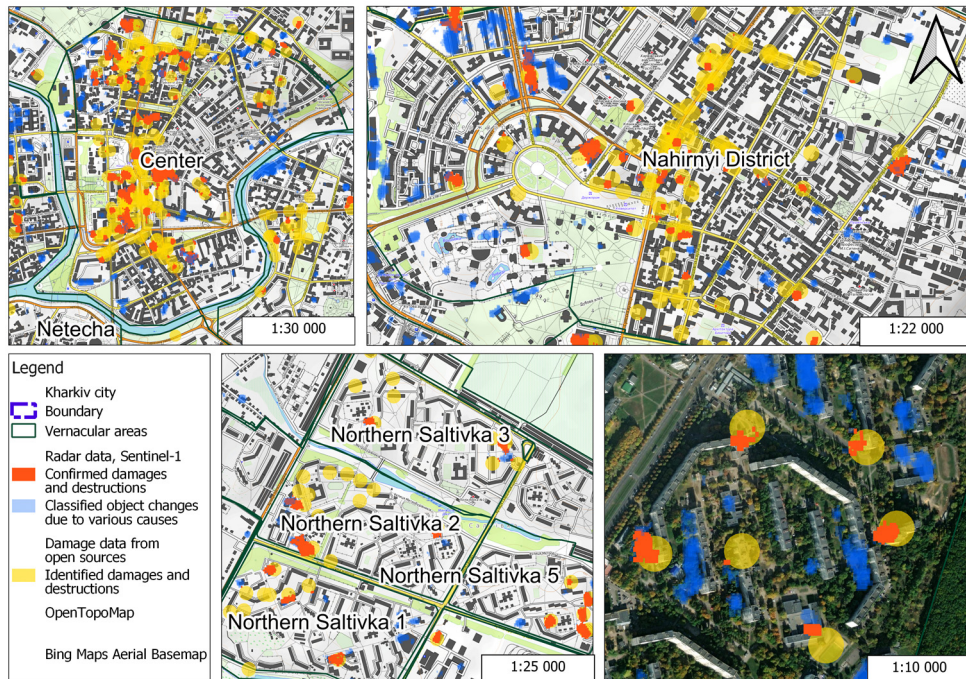 Center
Netecha
1:30 000
Nahirnyi District
1:22 000
Legend
Kharkiv city
Boundary
Vernacular areas
Radar data, Sentinel-1
Confirmed damages
and destructions
Classified object changes
due to various causes
Damage data from
open sources
Identified damages and
destructions
OpenTopoMap
Bing Maps Aerial Basemap
Northern Saltivka 3
Northern Saltivka 2
Northern Saltivka 5
Northern Saltivka 1
1:25 000
1:10 000